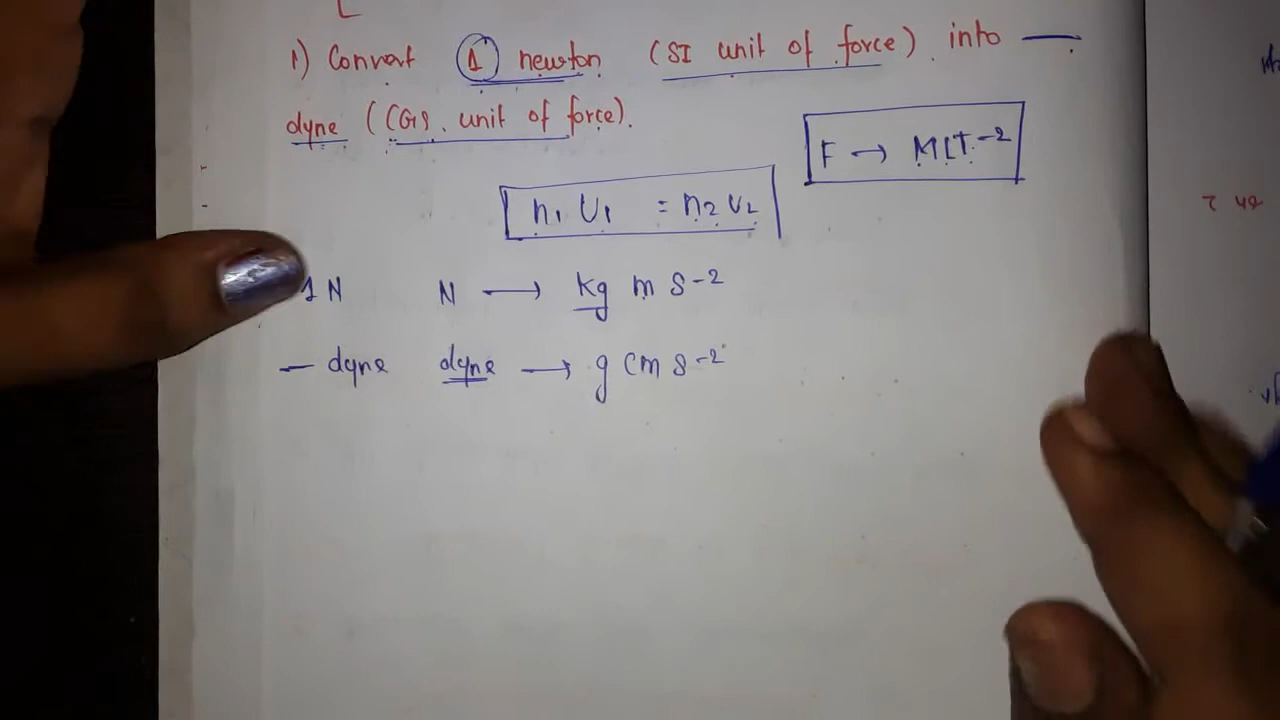 1) Convert 1 newton (SI unit of force) into —
dyne (CGS unit of force).
F → MLT-2
n1 U1 = n2 U2
1 N N → kg m s-2
— dyne dyne → g cm s-2